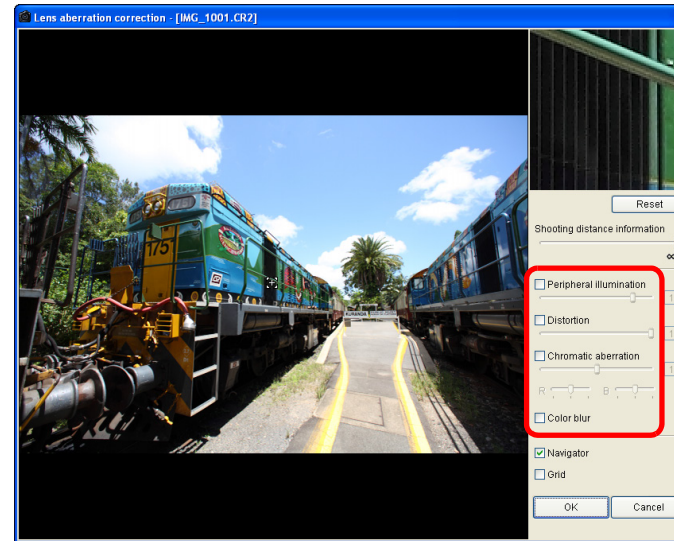 Lens aberration correction - [IMG_1001.CR2]
Reset
Shooting distance information
∞
Peripheral illumination
Distortion
Chromatic aberration
R
B
Color blur
Navigator
Grid
OK
Cancel
175
KURANDA